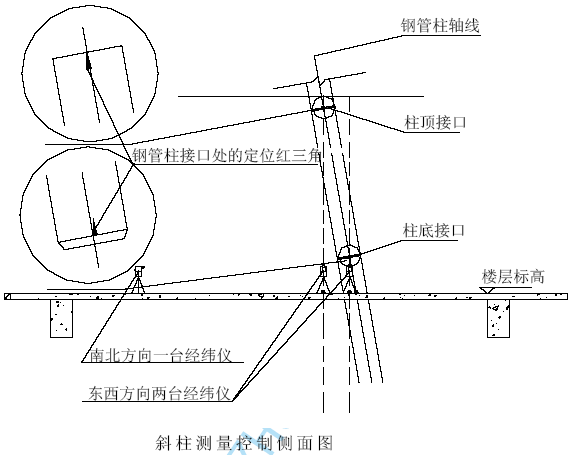 钢管柱轴线
柱顶接口
钢管柱接口处的定位红三角
柱底接口
楼层标高
南北方向一台经纬仪
东西方向两台经纬仪
斜柱测量控制侧面图